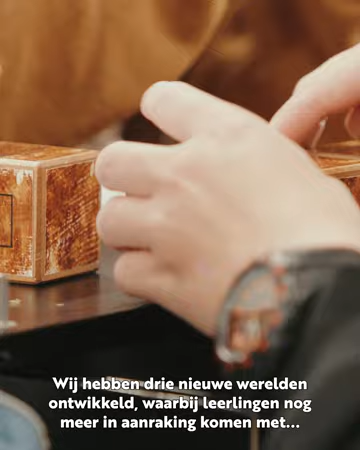 Wij hebben drie nieuwe werelden
ontwikkeld, waarbij leerlingen nog
meer in aanraking komen met...